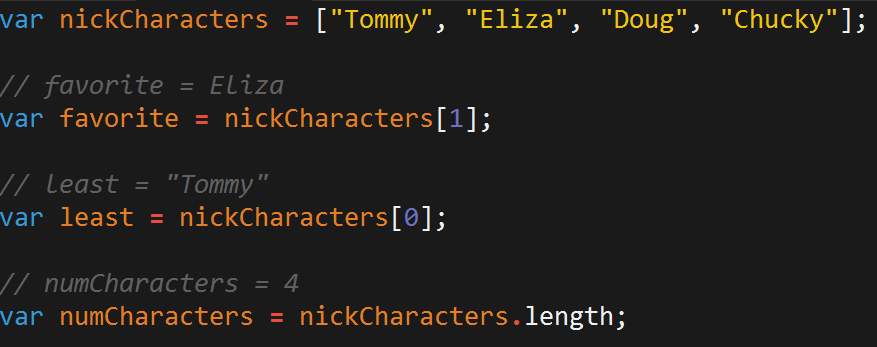 var nickCharacters = ["Tommy", "Eliza", "Doug", "Chucky"];
// favorite = Eliza
var favorite = nickCharacters[1];
// least = "Tommy"
var least = nickCharacters[0];
// numCharacters = 4
var numCharacters = nickCharacters.length;